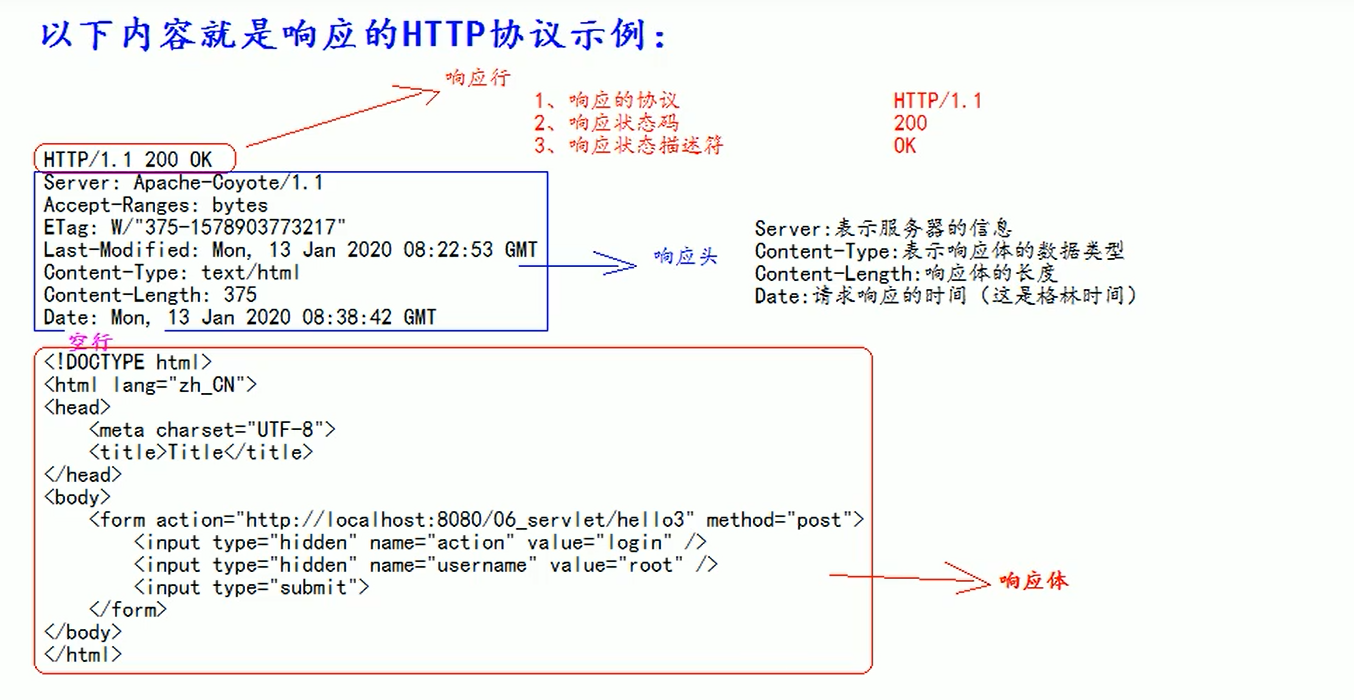 以下内容就是响应的HTTP协议示例：
响应行
1、响应的协议 HTTP/1.1
2、响应状态码 200
3、响应状态描述符 OK
HTTP/1.1 200 OK
Server: Apache-Coyote/1.1
Accept-Ranges: bytes
ETag: W/"375-1578903773217"
Last-Modified: Mon, 13 Jan 2020 08:22:53 GMT
Content-Type: text/html
Content-Length: 375
Date: Mon, 13 Jan 2020 08:38:42 GMT
响应头
Server:表示服务器的信息
Content-Type:表示响应体的数据类型
Content-Length:响应体的长度
Date:请求响应的时间（这是格林时间）
空行
<!DOCTYPE html>
<html lang="zh_CN">
<head>
    <meta charset="UTF-8">
    <title>Title</title>
</head>
<body>
    <form action="http://localhost:8080/06_servlet/hello3" method="post">
        <input type="hidden" name="action" value="login" />
        <input type="hidden" name="username" value="root" />
        <input type="submit">
    </form>
</body>
</html>
响应体